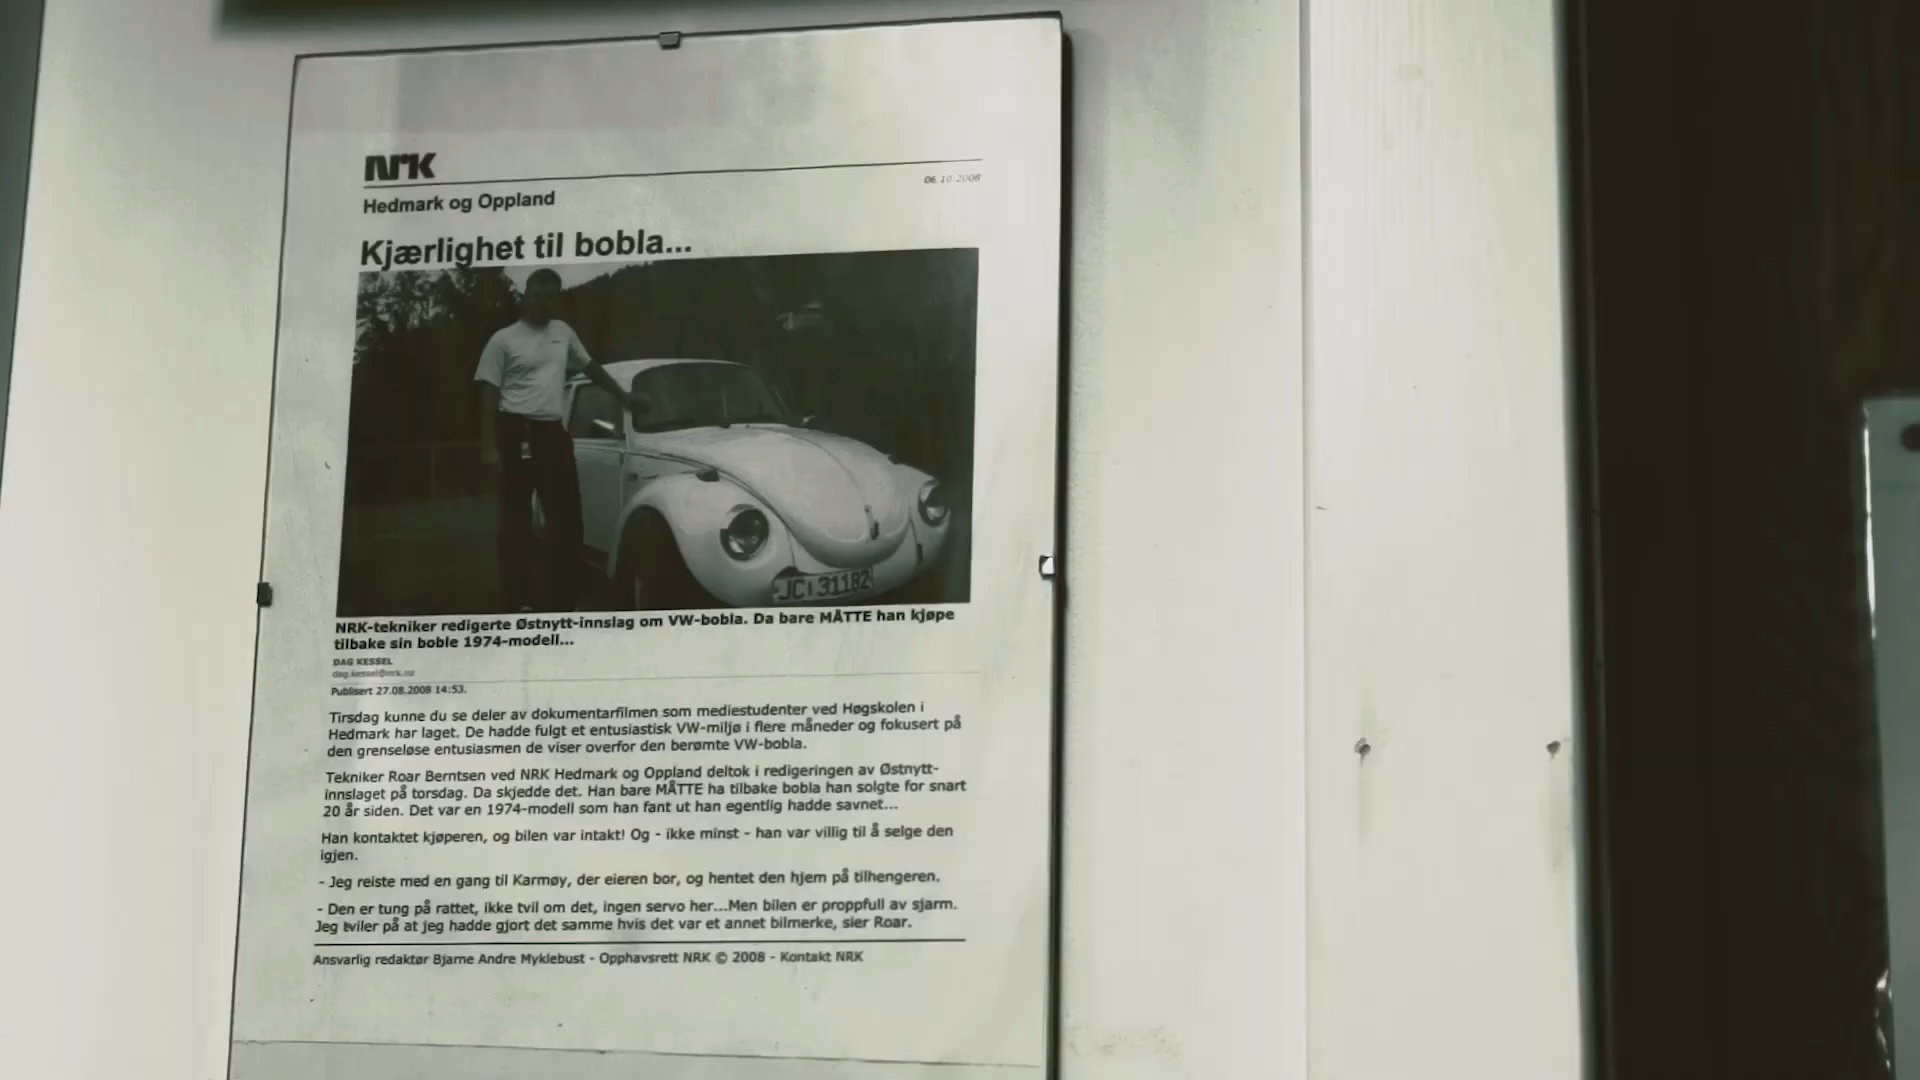 NRK
06.10.2008
Hedmark og Oppland
Kjærlighet til bobla...
JC 31182
NRK-tekniker redigerte Østnytt-innslag om VW-bobla. Da bare MÅTTE han kjøpe
tilbake sin boble 1974-modell...
DAG KESSEL
dag.kessel@nrk.no
Publisert 27.08.2008 14:53.
Tirsdag kunne du se deler av dokumentarfilmen som mediestudenter ved Høgskolen i
Hedmark har laget. De hadde fulgt et entusiastisk VW-miljø i flere måneder og fokusert på
den grenseløse entusiasmen de viser overfor den berømte VW-bobla.
Tekniker Roar Berntsen ved NRK Hedmark og Oppland deltok i redigeringen av Østnytt-
innslaget på torsdag. Da skjedde det. Han bare MÅTTE ha tilbake bobla han solgte for snart
20 år siden. Det var en 1974-modell som han fant ut han egentlig hadde savnet...
Han kontaktet kjøperen, og bilen var intakt! Og - ikke minst - han var villig til å selge den
igjen.
- Jeg reiste med en gang til Karmøy, der eieren bor, og hentet den hjem på tilhengeren.
- Den er tung på rattet, ikke tvil om det, ingen servo her...Men bilen er proppfull av sjarm.
Jeg tviler på at jeg hadde gjort det samme hvis det var et annet bilmerke, sier Roar.
Ansvarlig redaktør Bjarne Andre Myklebust - Opphavsrett NRK © 2008 - Kontakt NRK